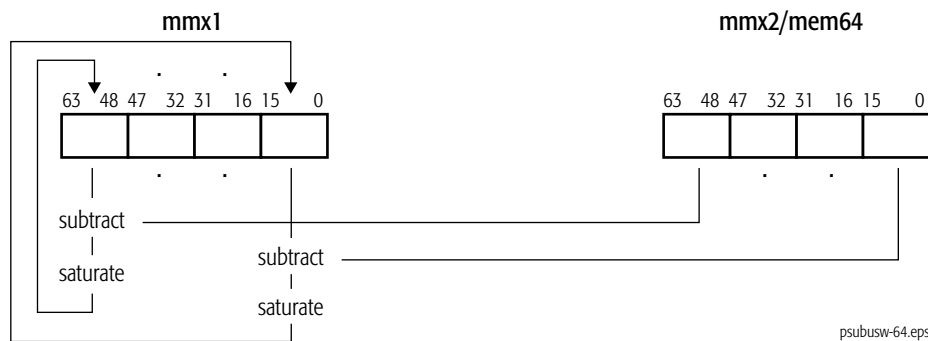 mmx1 mmx2/mem64
. .
63 48 47 32 31 16 15 0 63 48 47 32 31 16 15 0
. . . .
subtract
subtract
saturate
saturate
psubusw-64.eps